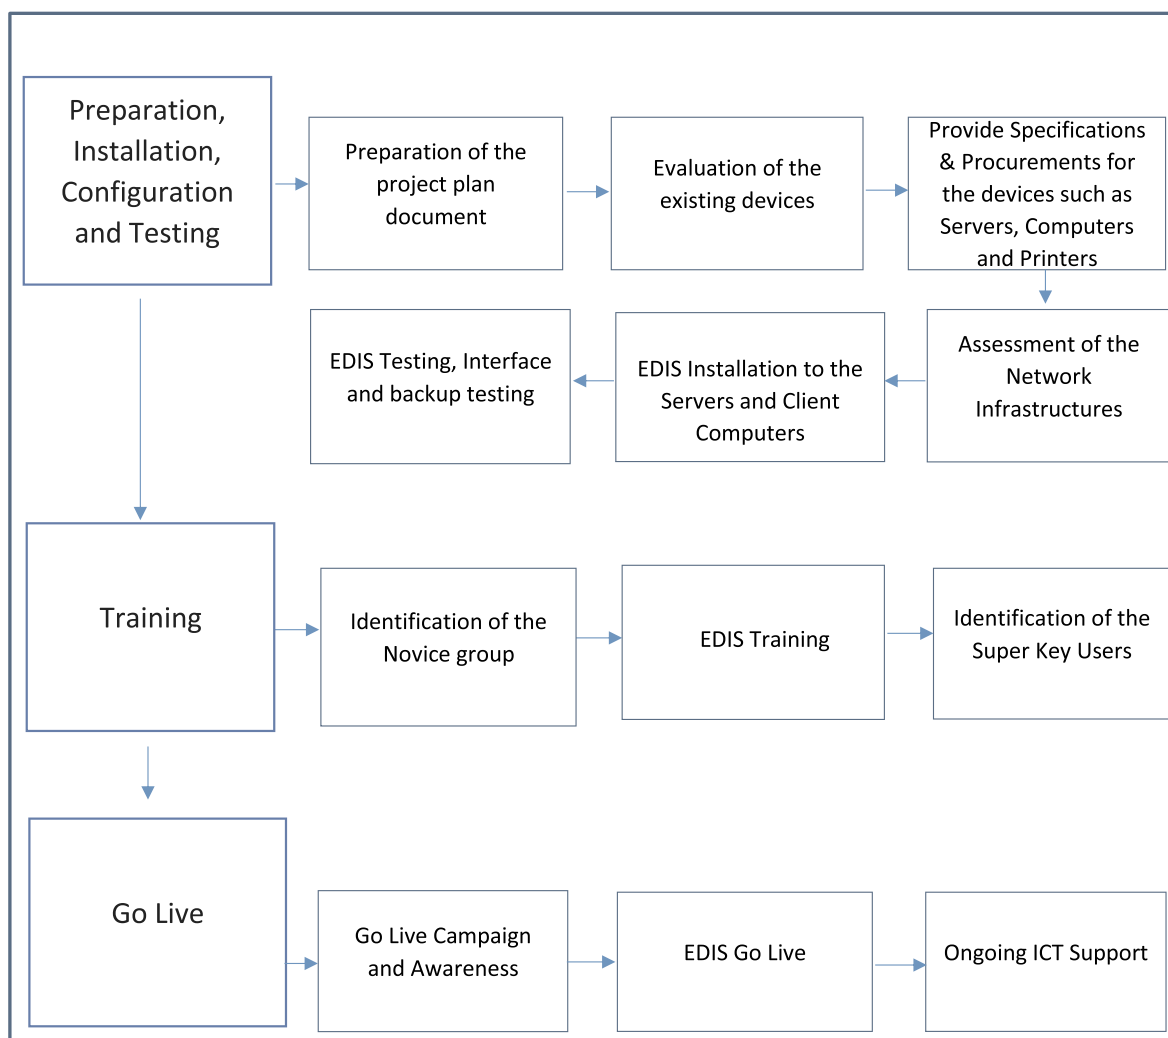 Preparation,
Installation,
Configuration
and Testing
Preparation of the
project plan
document
Evaluation of the
existing devices
Provide Specifications
& Procurements for
the devices such as
Servers, Computers
and Printers
EDIS Testing, Interface
and backup testing
EDIS Installation to the
Servers and Client
Computers
Assessment of the
Network
Infrastructures
Training
Identification of the
Novice group
EDIS Training
Identification of the
Super Key Users
Go Live
Go Live Campaign
and Awareness
EDIS Go Live
Ongoing ICT Support